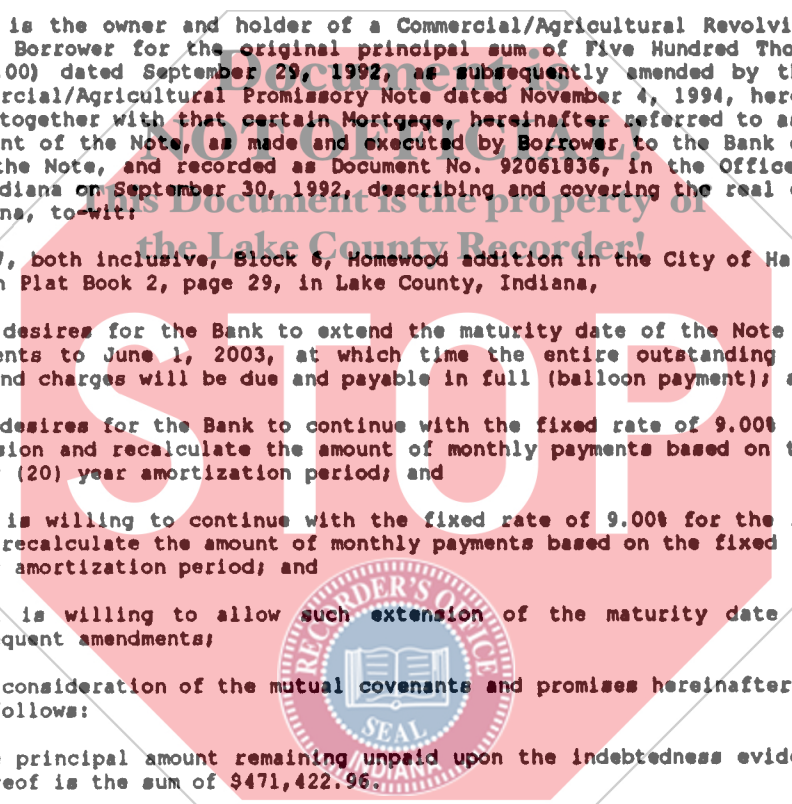 is the owner and holder of a Commercial/Agricultural Revolvi
Borrower for the original principal sum of Five Hundred Tho
.00) dated September 29, 1992, as subsequently amended by th
ercial/Agricultural Promissory Note dated November 4, 1994, her
together with that certain Mortgage, hereinafter referred to a
nt of the Note, as made and executed by Borrower to the Bank
the Note, and recorded as Document No. 92061836, in the Office
ndiana on September 30, 1992, describing and covering the real
na, to-wit:
Document is
NOT OFFICIAL!
This Document is the property of
the Lake County Recorder!
7, both inclusive, Block 6, Homewood addition in the City of Ha
n Plat Book 2, page 29, in Lake County, Indiana,
desires for the Bank to extend the maturity date of the Note
ents to June 1, 2003, at which time the entire outstanding
nd charges will be due and payable in full (balloon payment); a
desires for the Bank to continue with the fixed rate of 9.00%
sion and recalculate the amount of monthly payments based on t
(20) year amortization period; and
is willing to continue with the fixed rate of 9.00% for the
recalculate the amount of monthly payments based on the fixed
amortization period; and
is willing to allow such extension of the maturity date
quent amendments;
consideration of the mutual covenants and promises hereinafter
ollows:
e principal amount remaining unpaid upon the indebtedness evid
reof is the sum of $471,422.96.
STOP
RECORDER'S OFFICE
SEAL
INDIANA